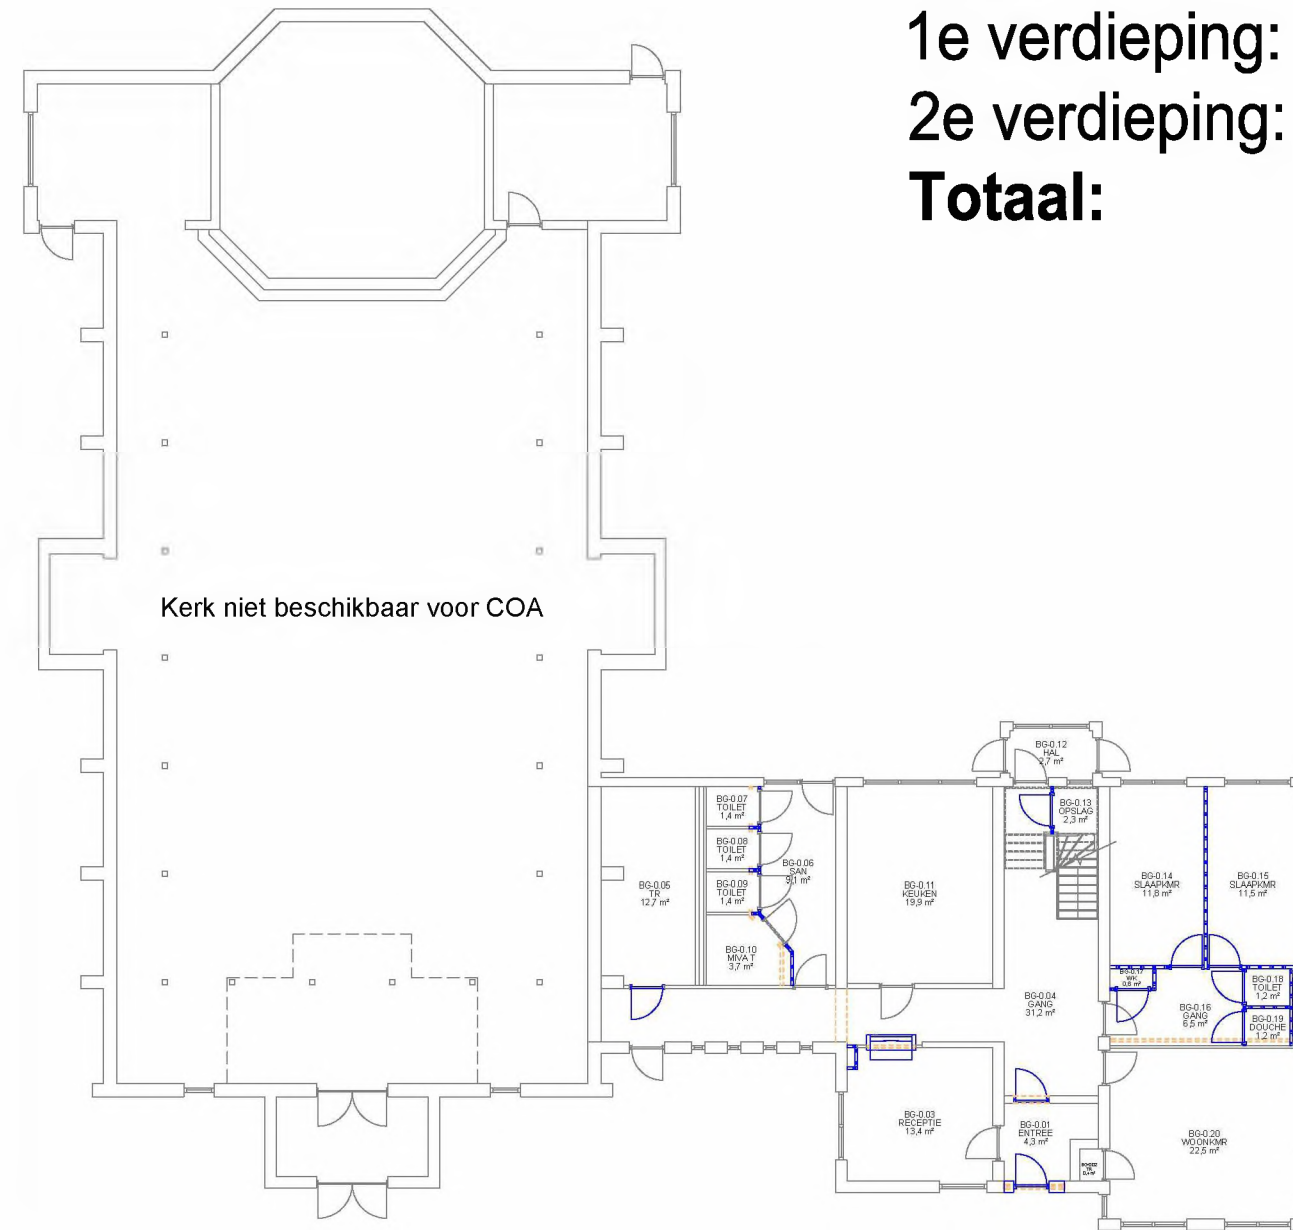 1e verdieping:
2e verdieping:
Totaal:
Kerk niet beschikbaar voor COA
BG-0.12
HAL
2,7 m²
BG-0.07
TOILET
1,4 m²
BG-0.13
OPSLAG
2,3 m²
BG-0.08
TOILET
1,4 m²
BG-0.06
SAN
9,1 m²
BG-0.05
TR
12,7 m²
BG-0.09
TOILET
1,4 m²
BG-0.11
KEUKEN
19,9 m²
BG-0.14
SLAAPKMR
11,8 m²
BG-0.15
SLAAPKMR
11,5 m²
BG-0.10
MIVA T
3,7 m²
BG-0.17
WK
0,8 m²
BG-0.18
TOILET
1,2 m²
BG-0.04
GANG
31,2 m²
BG-0.16
GANG
6,5 m²
BG-0.19
DOUCHE
1,2 m²
BG-0.03
RECEPTIE
13,4 m²
BG-0.01
ENTREE
4,3 m²
BG-0.20
WOONKMR
22,5 m²